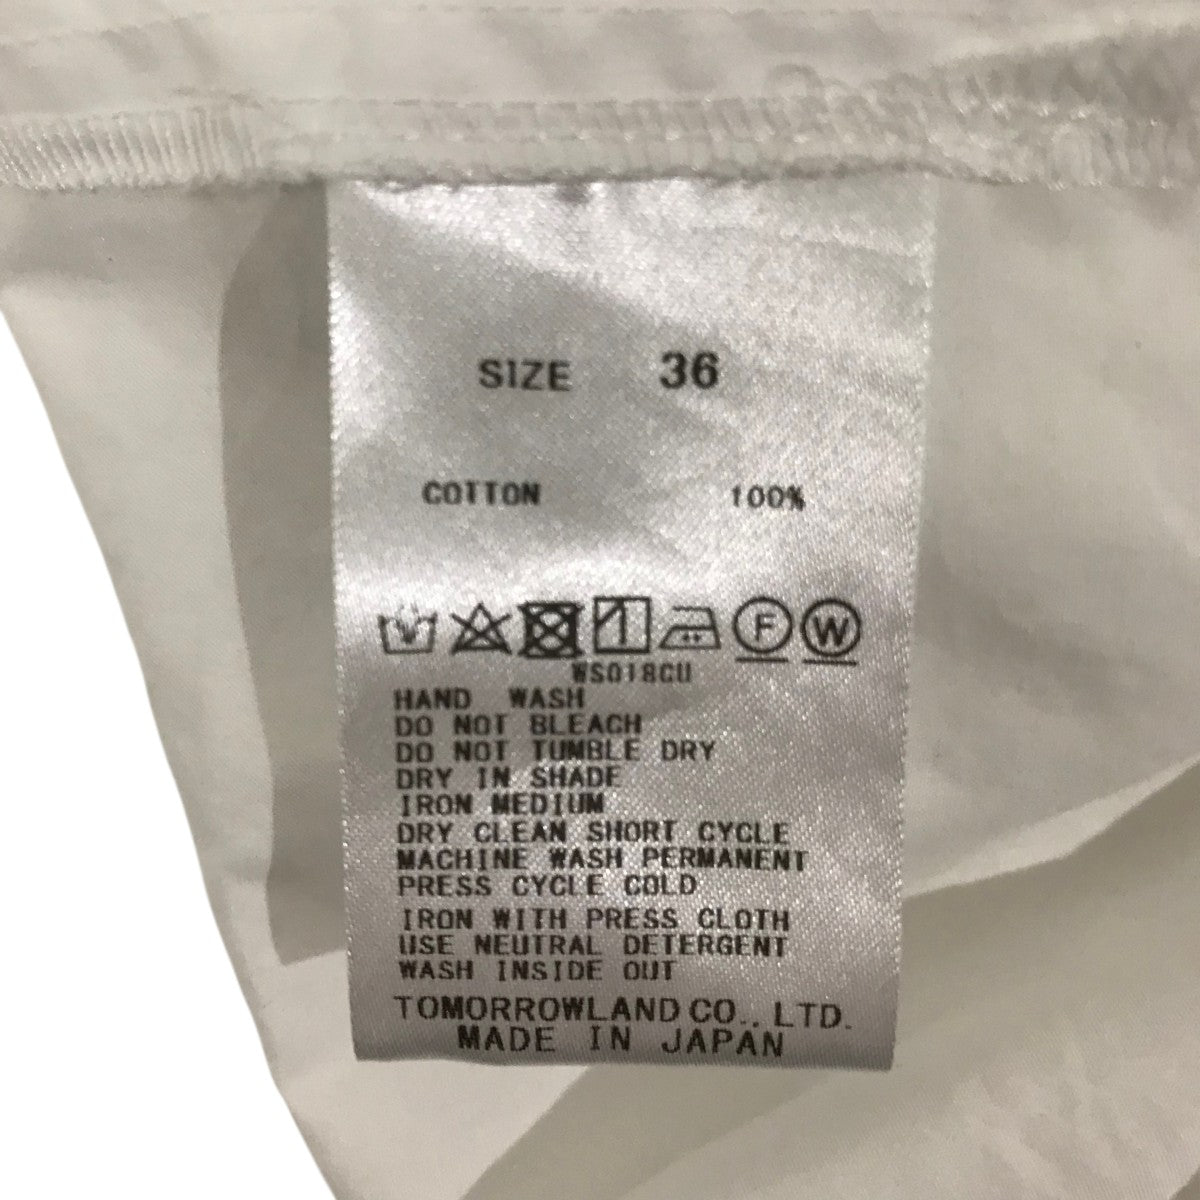 SIZE 36
COTTON 100%
F W
WS018CU
HAND WASH
DO NOT BLEACH
DO NOT TUMBLE DRY
DRY IN SHADE
IRON MEDIUM
DRY CLEAN SHORT CYCLE
MACHINE WASH PERMANENT
PRESS CYCLE COLD
IRON WITH PRESS CLOTH
USE NEUTRAL DETERGENT
WASH INSIDE OUT
TOMORROWLAND CO., LTD.
MADE IN JAPAN